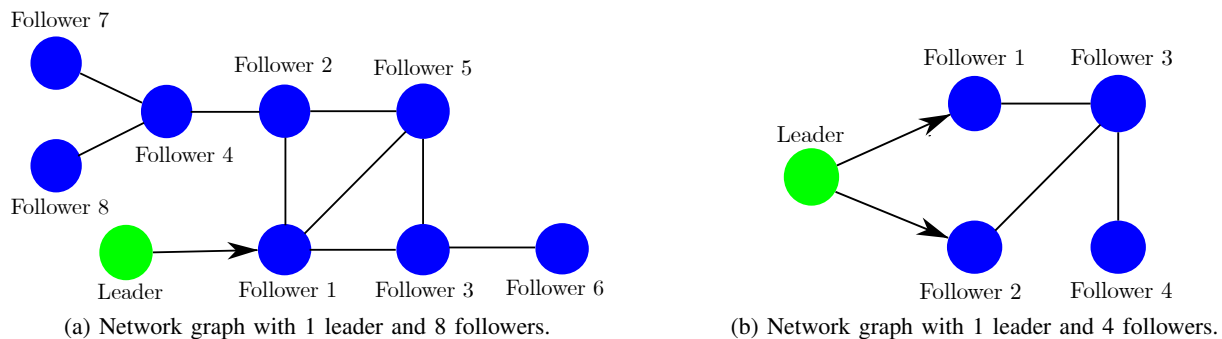 Follower 7
Follower 2
Follower 5
Follower 4
Follower 8
Leader
Follower 1
Follower 3
Follower 6
(a) Network graph with 1 leader and 8 followers.
Follower 1
Follower 3
Leader
Follower 2
Follower 4
(b) Network graph with 1 leader and 4 followers.